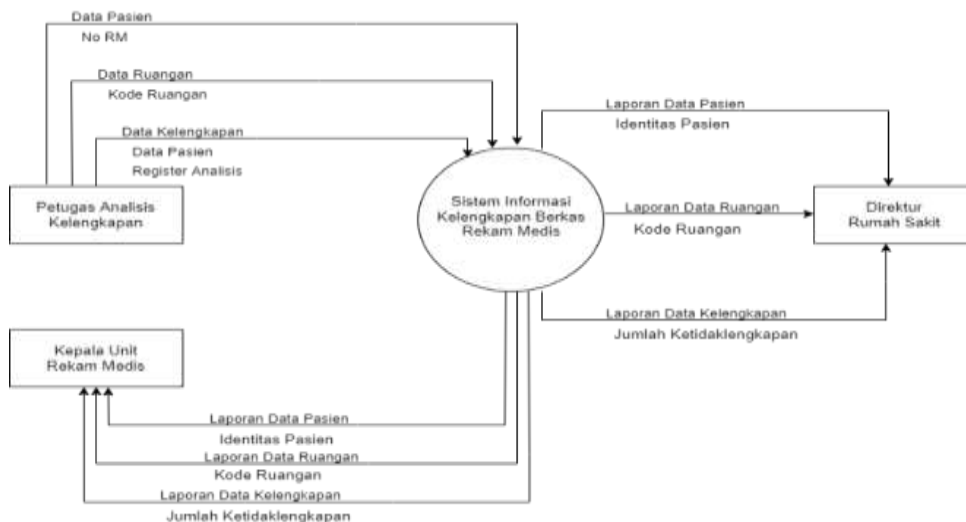 Data Pasien
No RM
Data Ruangan
Kode Ruangan
Data Kelengkapan
Data Pasien
Register Analisis
Petugas Analisis
Kelengkapan
Sistem Informasi
Kelengkapan Berkas
Rekam Medis
Laporan Data Pasien
Identitas Pasien
Laporan Data Ruangan
Kode Ruangan
Direktur
Rumah Sakit
Laporan Data Kelengkapan
Jumlah Ketidaklengkapan
Kepala Unit
Rekam Medis
Laporan Data Pasien
Identitas Pasien
Laporan Data Ruangan
Kode Ruangan
Laporan Data Kelengkapan
Jumlah Ketidaklengkapan